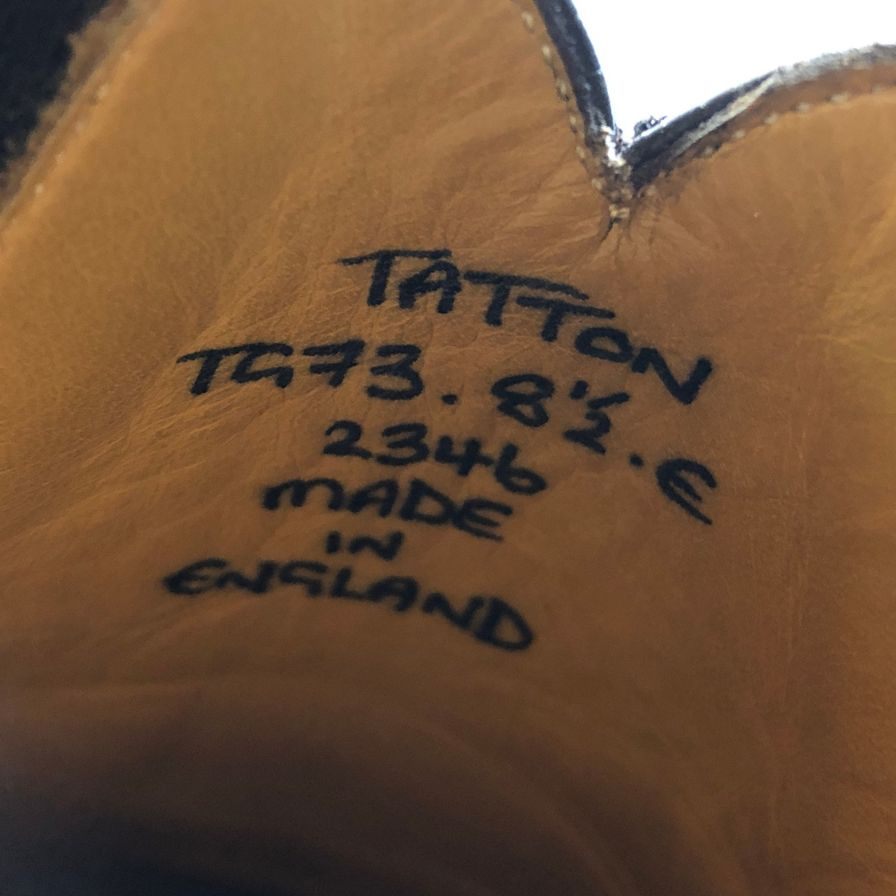 TATTON
TG73. 8½. E
2346
MADE
IN
ENGLAND